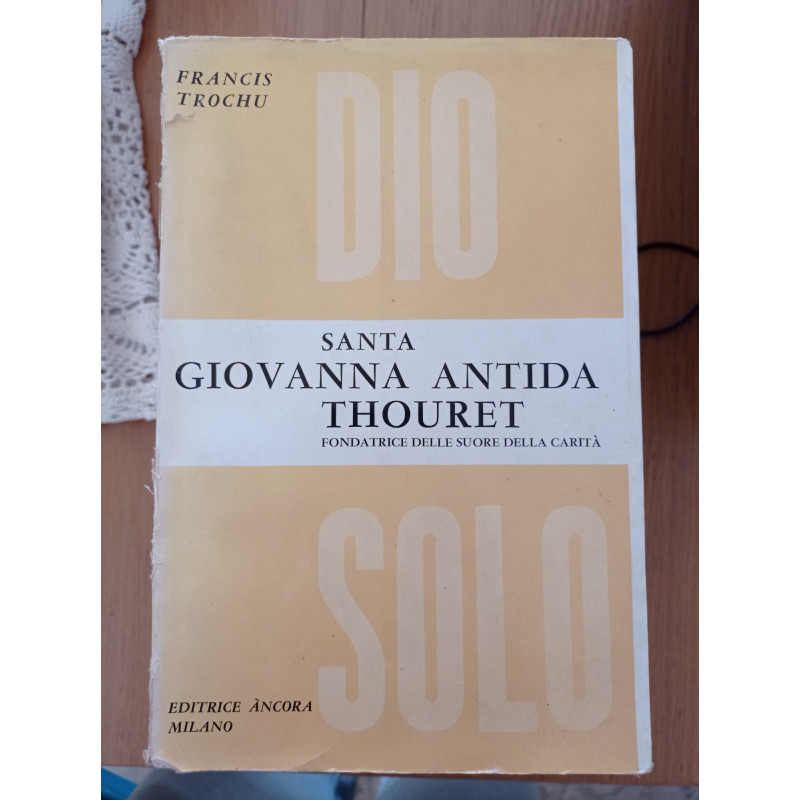 FRANCIS
TROCHU
DIO
SANTA
GIOVANNA ANTIDA
THOURET
FONDATRICE DELLE SUORE DELLA CARITÀ
SOLO
EDITRICE ÀNCORA
MILANO